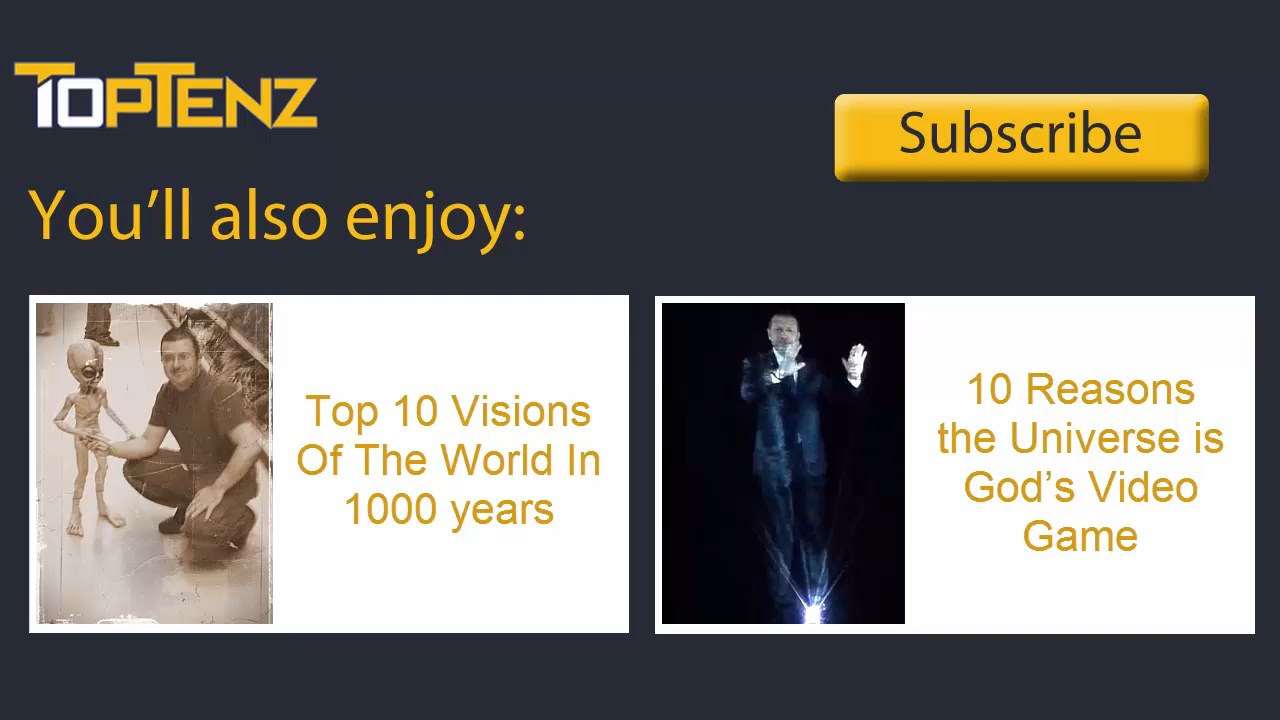 TOPTENZ
Subscribe
You’ll also enjoy:
Top 10 Visions
Of The World In
1000 years
10 Reasons
the Universe is
God’s Video
Game